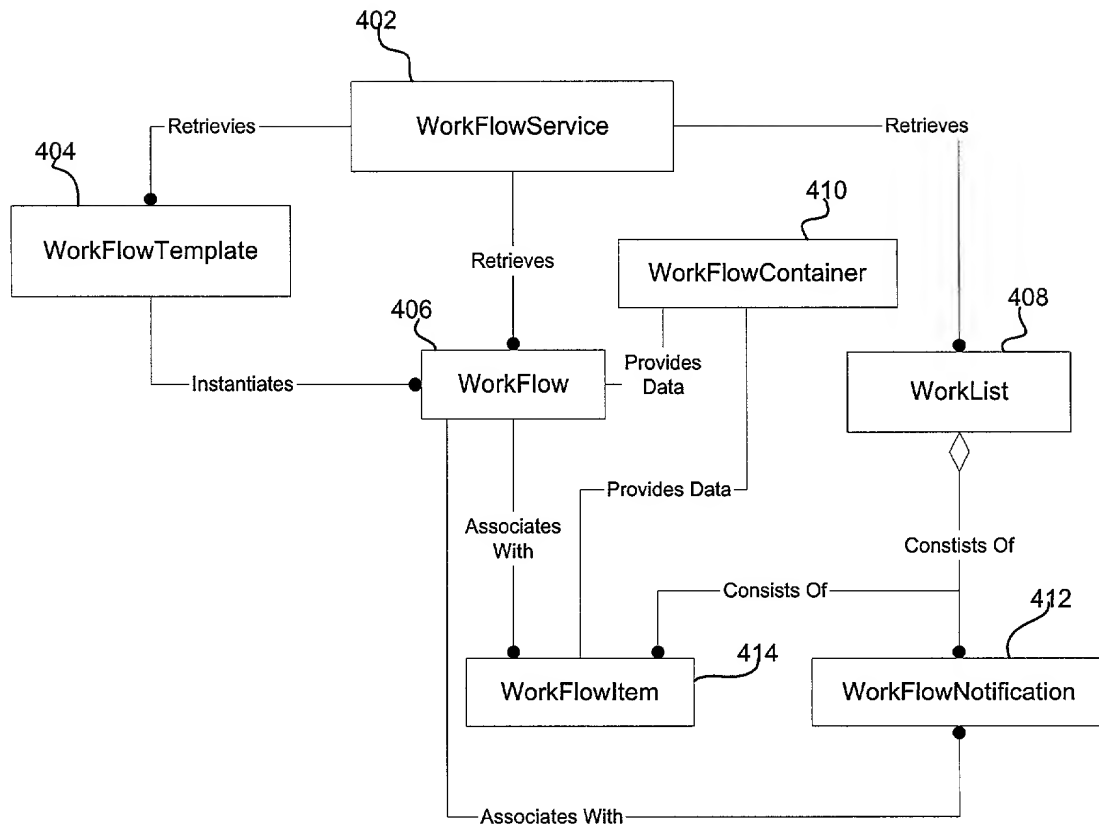 402
WorkFlowService
Retrievies
Retrieves
404
WorkFlowTemplate
410
WorkFlowContainer
Retrieves
406
WorkFlow
408
WorkList
Instantiates
Provides
Data
Provides Data
Associates
With
Constists Of
Consists Of
412
414
WorkFlowItem
WorkFlowNotification
Associates With